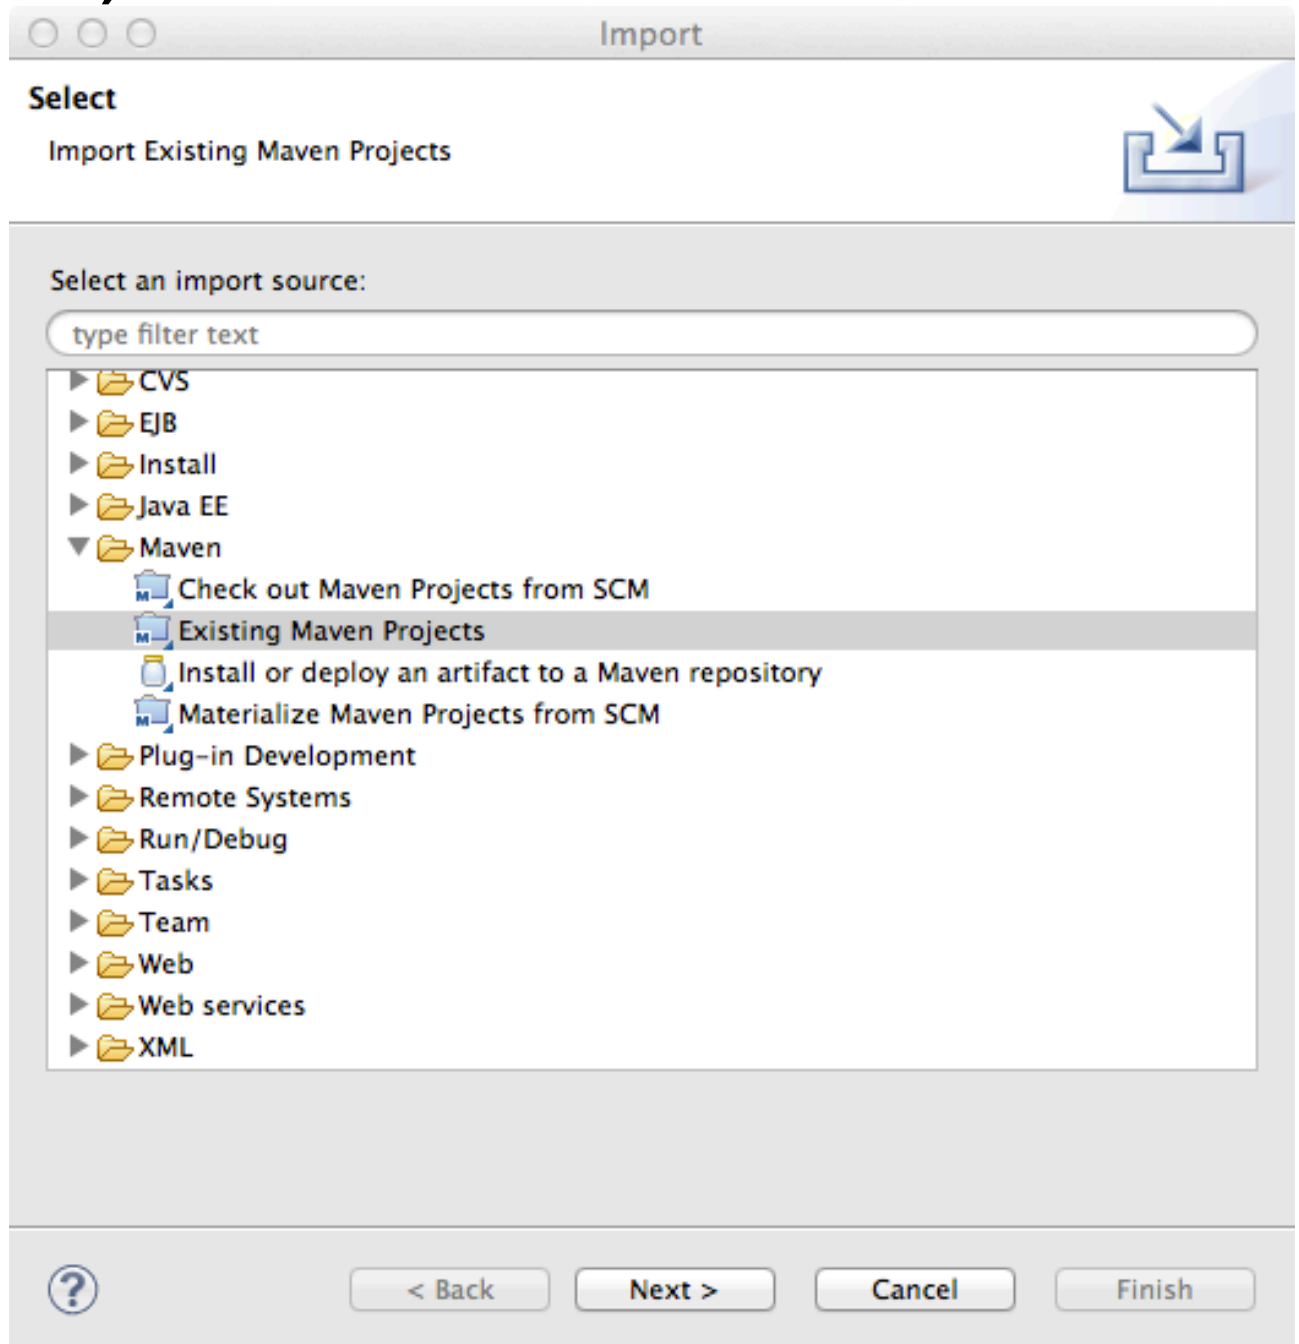 Import
Select
Import Existing Maven Projects
Select an import source:
type filter text
CVS
EJB
Install
Java EE
Maven
Check out Maven Projects from SCM
Existing Maven Projects
Install or deploy an artifact to a Maven repository
Materialize Maven Projects from SCM
Plug-in Development
Remote Systems
Run/Debug
Tasks
Team
Web
Web services
XML
? < Back Next > Cancel Finish